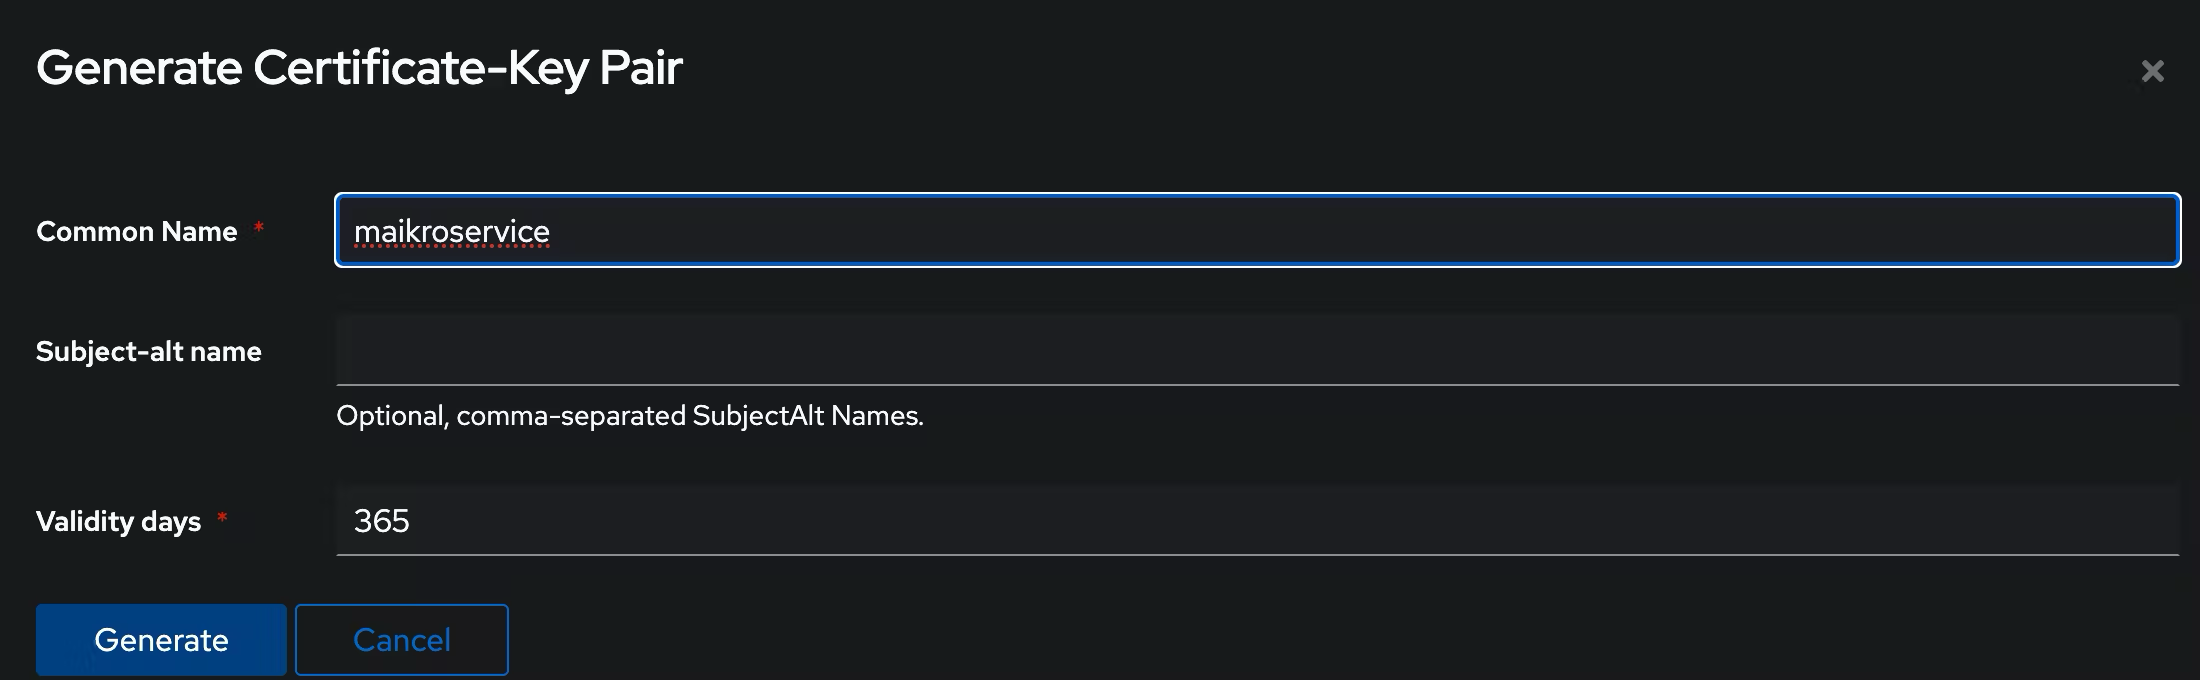 Generate Certificate-Key Pair
Common Name *
maikroservice
Subject-alt name
Optional, comma-separated SubjectAlt Names.
Validity days *
365
Generate
Cancel